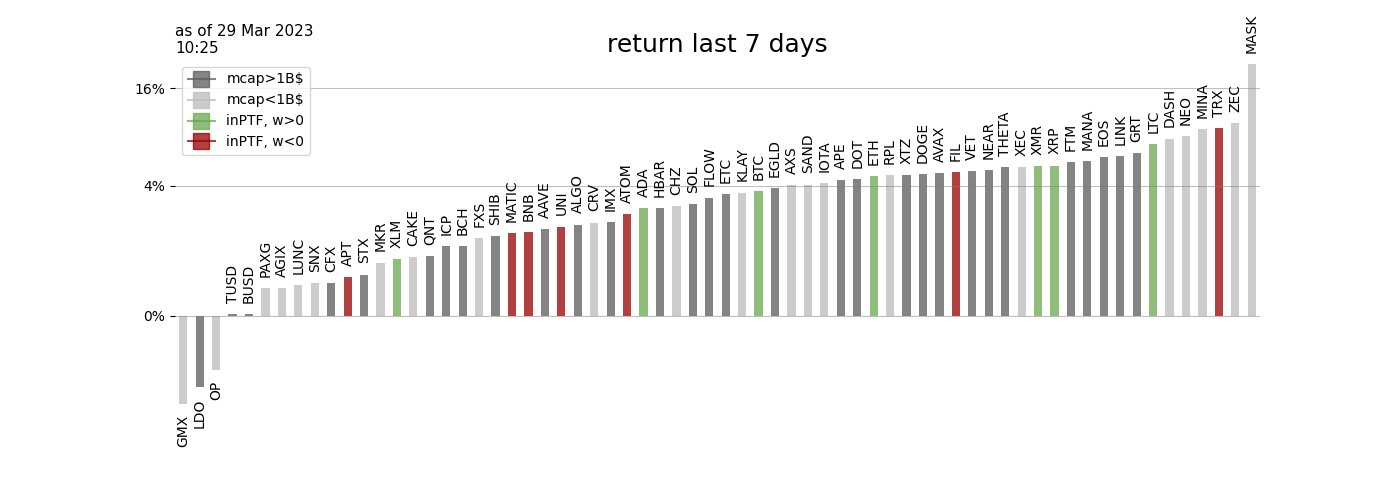 as of 29 Mar 2023
10:25
return last 7 days
mcap>1B$
mcap<1B$
inPTF, w>0
inPTF, w<0
16%
4%
0%
GMX
LDO
OP
TUSD
BUSD
PAXG
AGIX
LUNC
SNX
CFX
APT
STX
MKR
XLM
CAKE
QNT
ICP
BCH
FXS
SHIB
MATIC
BNB
AAVE
UNI
ALGO
CRV
IMX
ATOM
ADA
HBAR
CHZ
SOL
FLOW
ETC
KLAY
BTC
EGLD
AXS
SAND
IOTA
APE
DOT
ETH
RPL
XTZ
DOGE
AVAX
FIL
VET
NEAR
THETA
XEC
XMR
XRP
FTM
MANA
EOS
LINK
GRT
LTC
DASH
NEO
MINA
TRX
ZEC
MASK